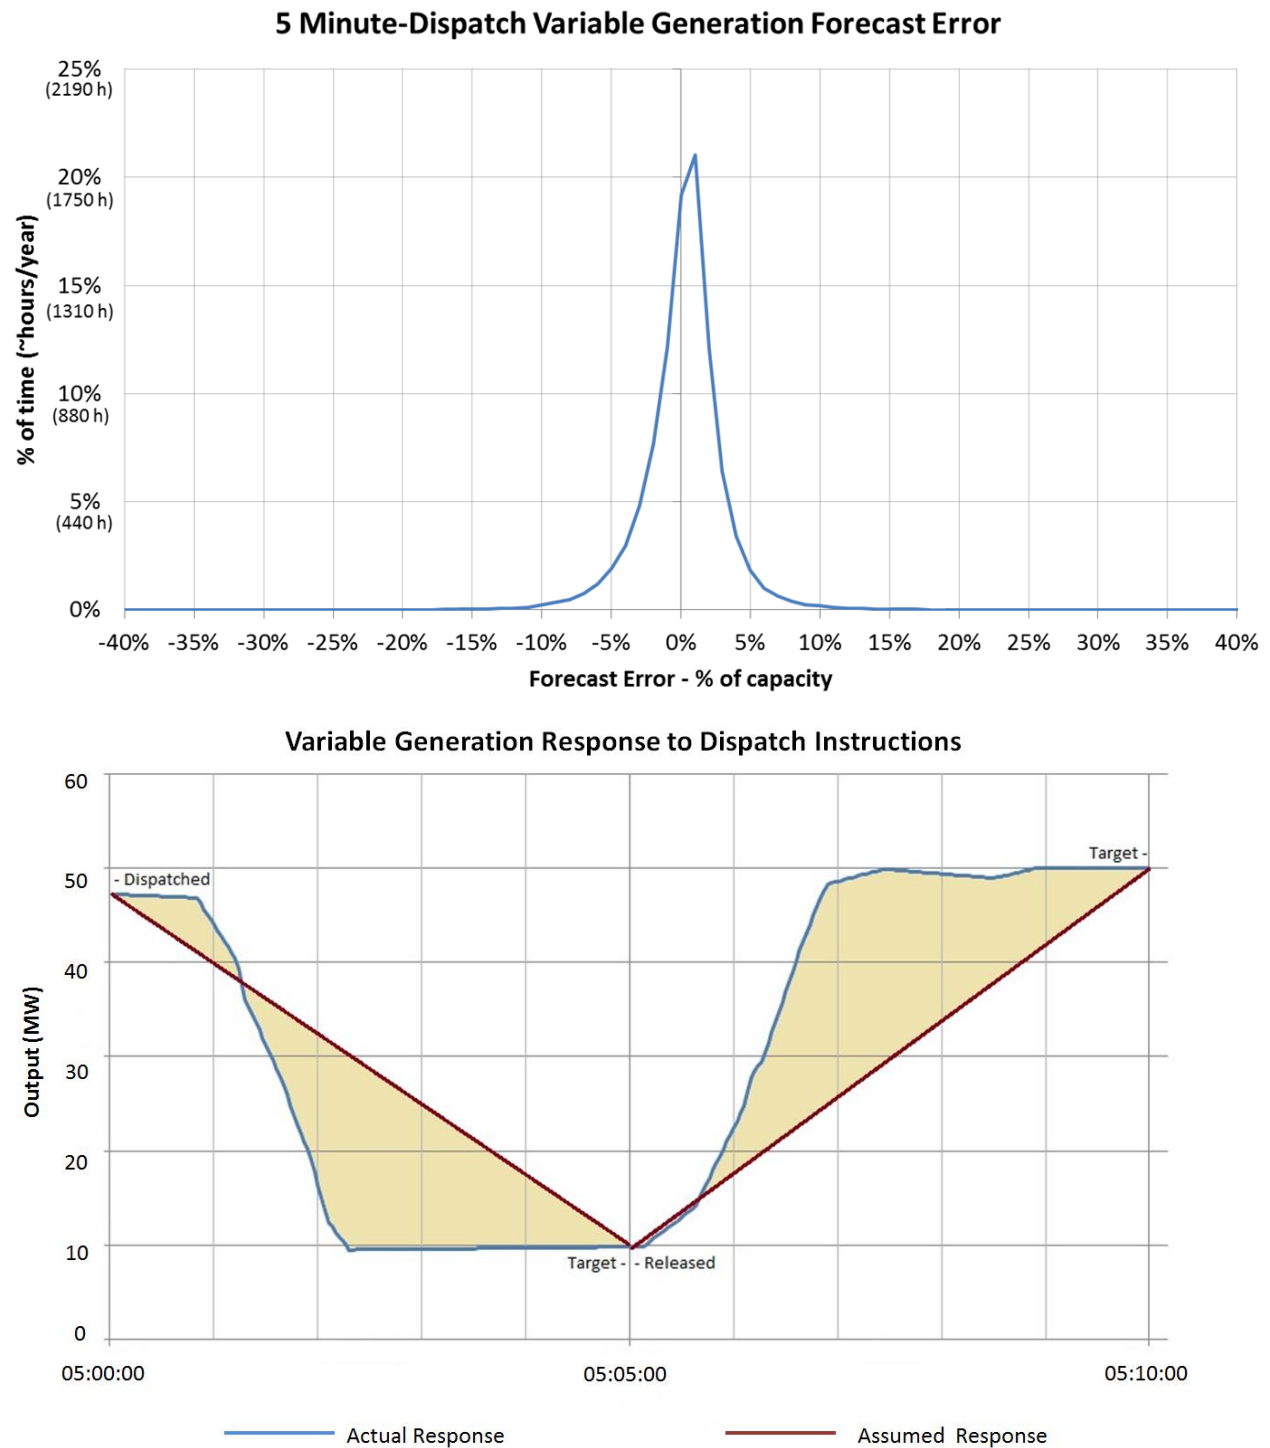 5 Minute-Dispatch Variable Generation Forecast Error
% of time (~hours/year)
25%
(2190 h)
20%
(1750 h)
15%
(1310 h)
10%
(880 h)
5%
(440 h)
0%
-40% -35% -30% -25% -20% -15% -10% -5% 0% 5% 10% 15% 20% 25% 30% 35% 40%
Forecast Error - % of capacity
Variable Generation Response to Dispatch Instructions
Output (MW)
60
50
40
30
20
10
0
- Dispatched
Target -
Target - - Released
05:00:00 05:05:00 05:10:00
Actual Response Assumed Response